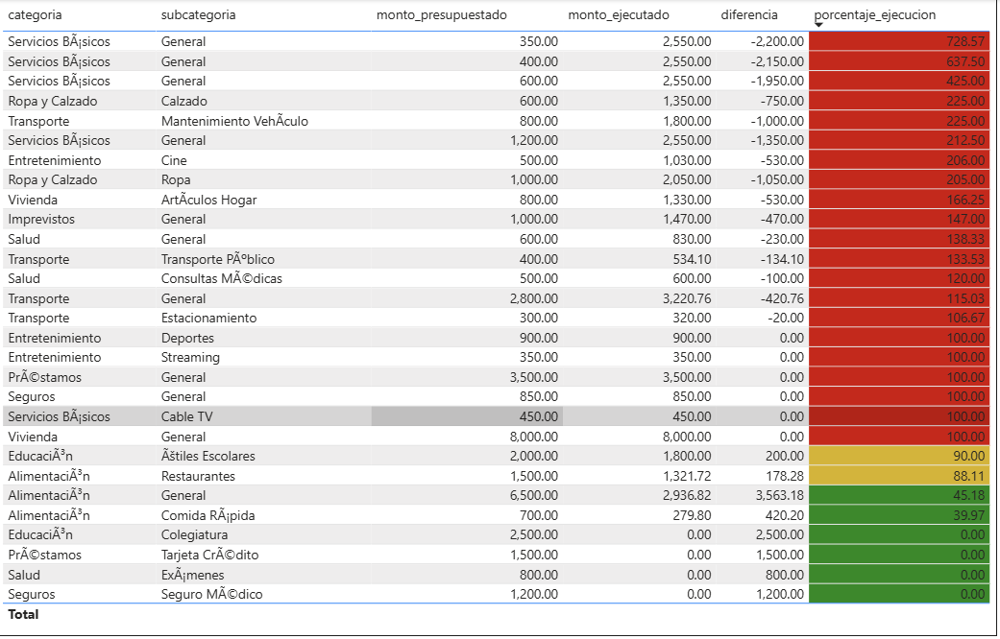 categoria subcategoria monto_presupuestado monto_ejecutado diferencia porcentaje_ejecucion
Servicios BÃ¡sicos General 350.00 2,550.00 -2,200.00 728.57
Servicios BÃ¡sicos General 400.00 2,550.00 -2,150.00 637.50
Servicios BÃ¡sicos General 600.00 2,550.00 -1,950.00 425.00
Ropa y Calzado Calzado 600.00 1,350.00 -750.00 225.00
Transporte Mantenimiento VehÃculo 800.00 1,800.00 -1,000.00 225.00
Servicios BÃ¡sicos General 1,200.00 2,550.00 -1,350.00 212.50
Entretenimiento Cine 500.00 1,030.00 -530.00 206.00
Ropa y Calzado Ropa 1,000.00 2,050.00 -1,050.00 205.00
Vivienda ArtÃculos Hogar 800.00 1,330.00 -530.00 166.25
Imprevistos General 1,000.00 1,470.00 -470.00 147.00
Salud General 600.00 830.00 -230.00 138.33
Transporte Transporte PÃºblico 400.00 534.10 -134.10 133.53
Salud Consultas MÃ©dicas 500.00 600.00 -100.00 120.00
Transporte General 2,800.00 3,220.76 -420.76 115.03
Transporte Estacionamiento 300.00 320.00 -20.00 106.67
Entretenimiento Deportes 900.00 900.00 0.00 100.00
Entretenimiento Streaming 350.00 350.00 0.00 100.00
PrÃ©stamos General 3,500.00 3,500.00 0.00 100.00
Seguros General 850.00 850.00 0.00 100.00
Servicios BÃ¡sicos Cable TV 450.00 450.00 0.00 100.00
Vivienda General 8,000.00 8,000.00 0.00 100.00
EducaciÃ³n Ãštiles Escolares 2,000.00 1,800.00 200.00 90.00
AlimentaciÃ³n Restaurantes 1,500.00 1,321.72 178.28 88.11
AlimentaciÃ³n General 6,500.00 2,936.82 3,563.18 45.18
AlimentaciÃ³n Comida RÃ¡pida 700.00 279.80 420.20 39.97
EducaciÃ³n Colegiatura 2,500.00 0.00 2,500.00 0.00
PrÃ©stamos Tarjeta CrÃ©dito 1,500.00 0.00 1,500.00 0.00
Salud ExÃ¡menes 800.00 0.00 800.00 0.00
Seguros Seguro MÃ©dico 1,200.00 0.00 1,200.00 0.00
Total